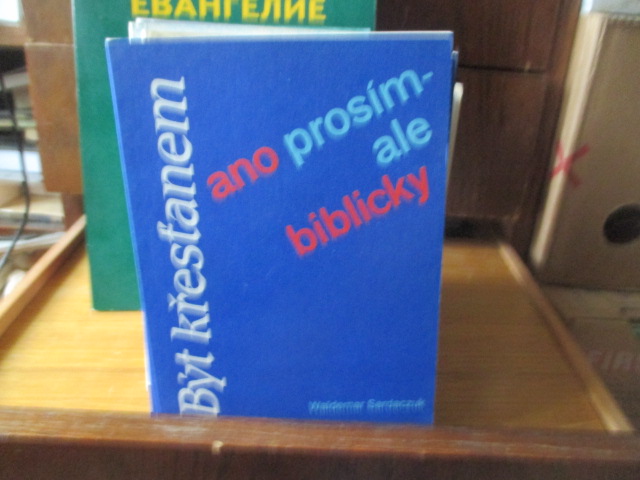 ЕВАНГЕЛИЕ
Být křesťanem
ano prosím-
ale
biblicky
Waldemar Sardaczuk